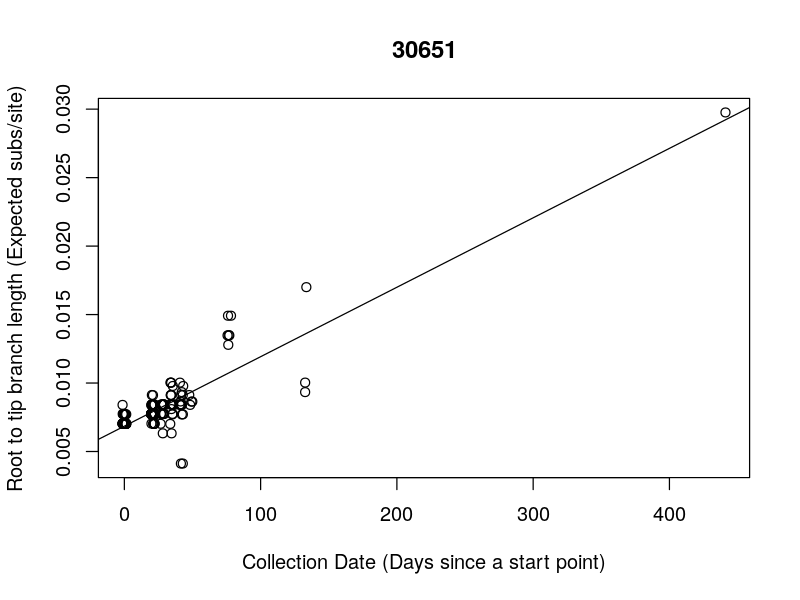 30651
Root to tip branch length (Expected subs/site)
0.030
0.025
0.020
0.015
0.010
0.005
0 100 200 300 400
Collection Date (Days since a start point)